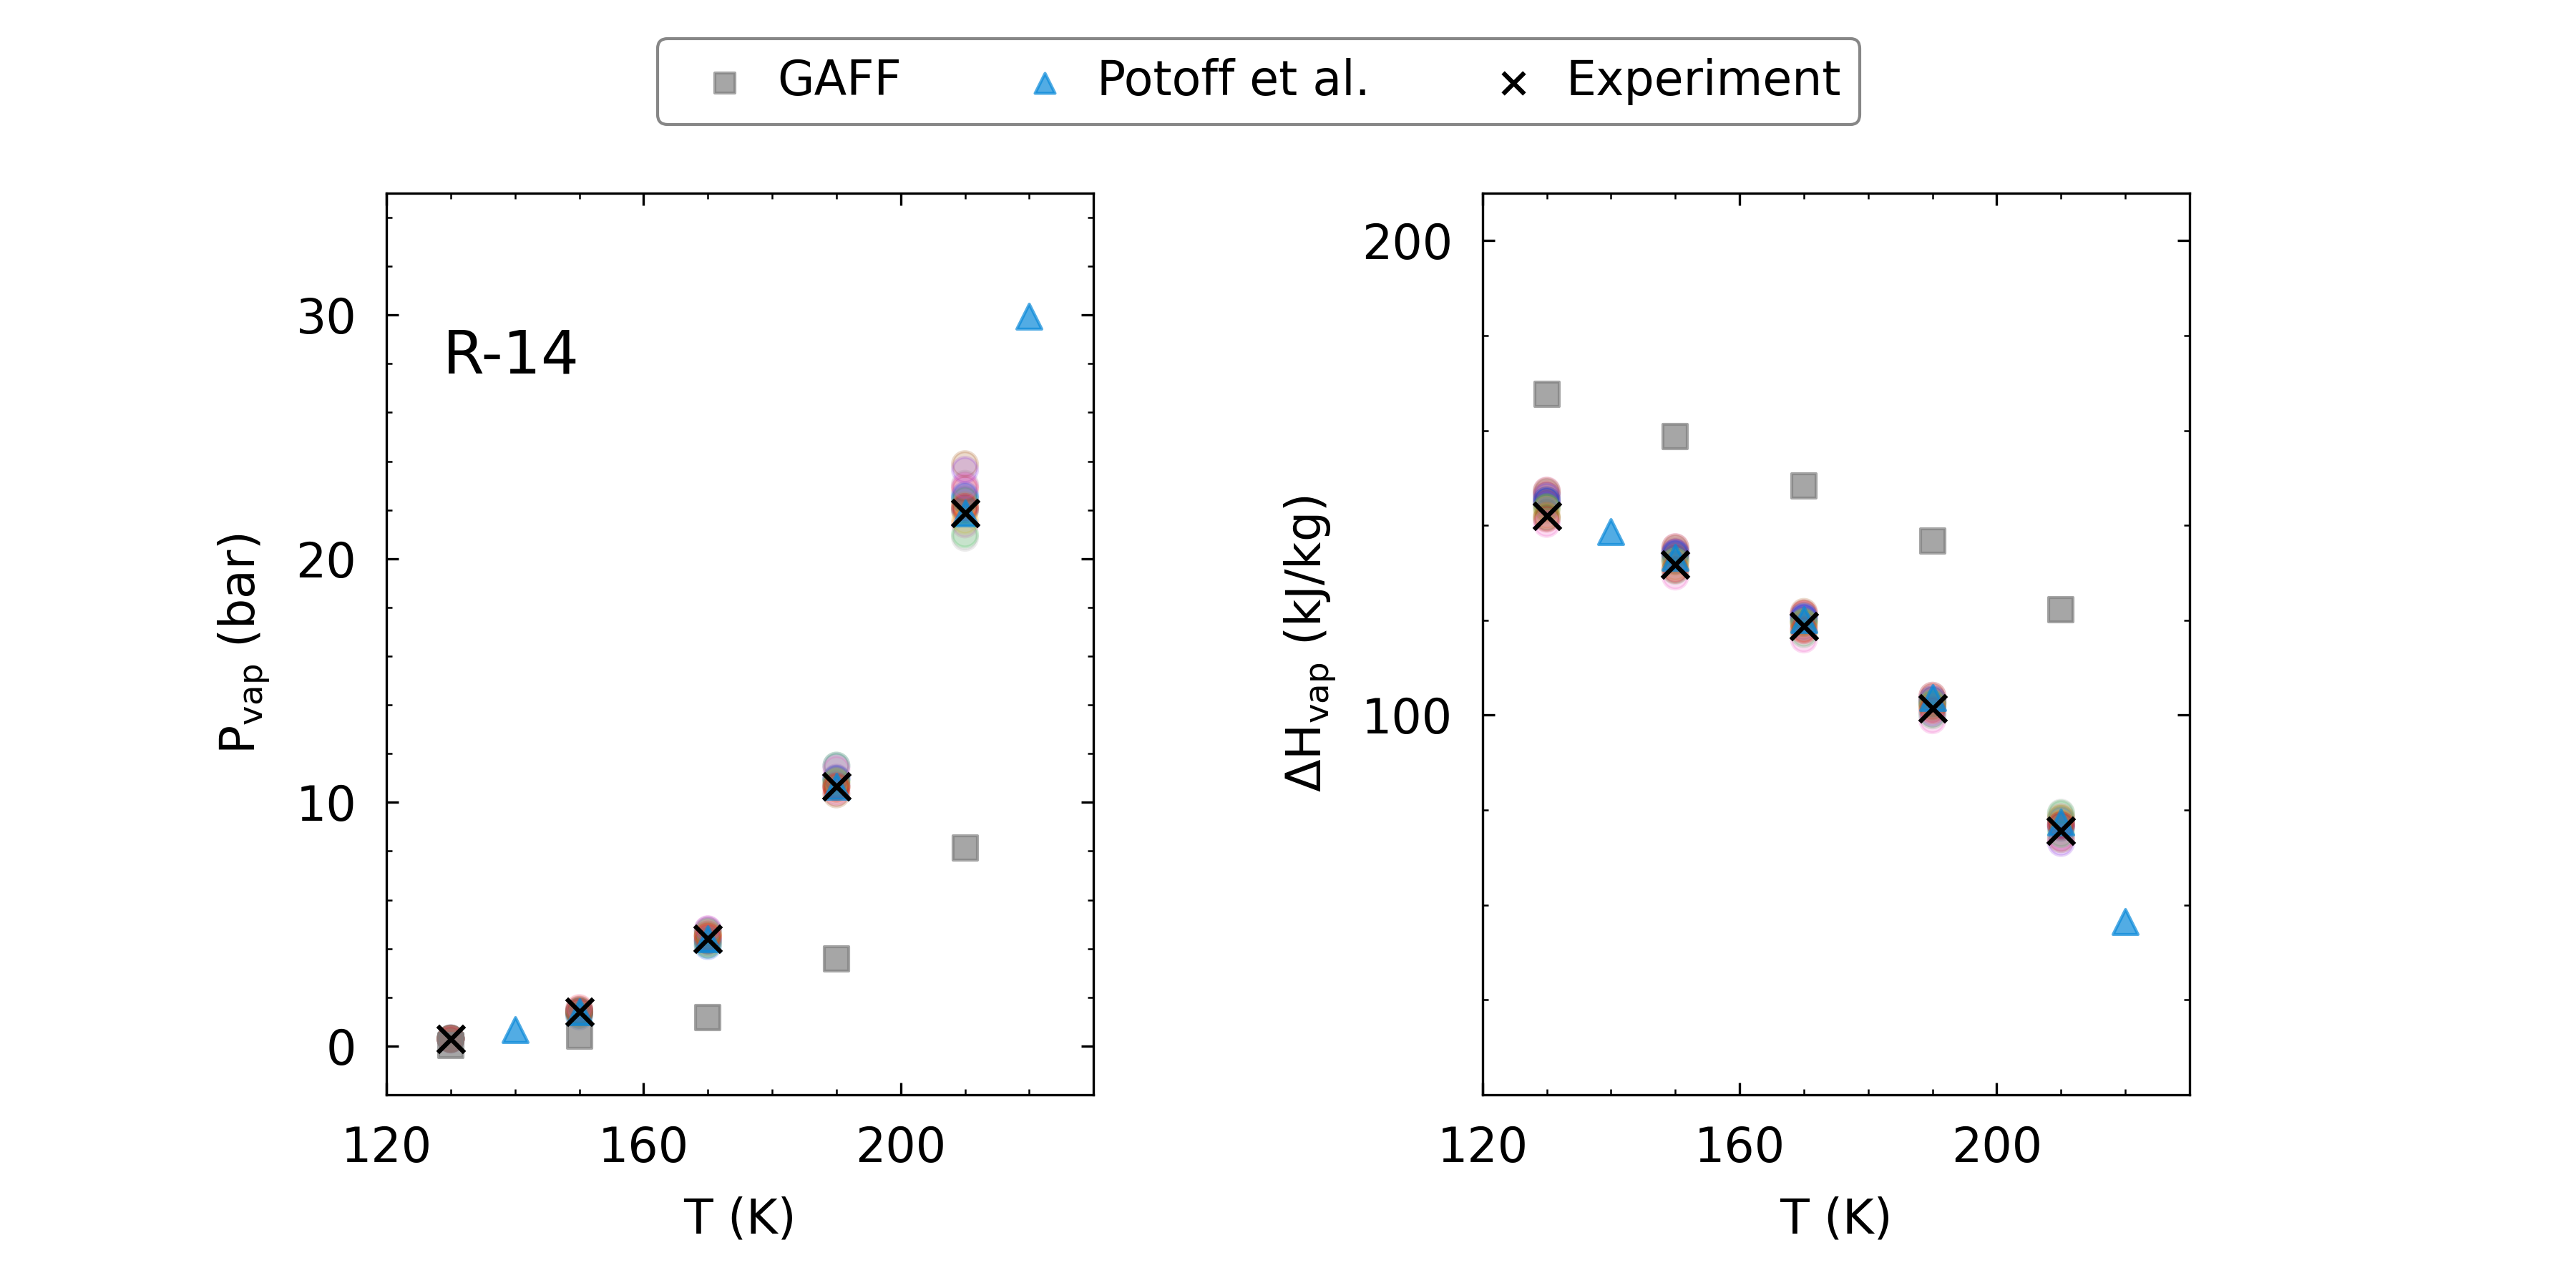 GAFF Potoff et al. Experiment
R-14
P_vap (bar)
30
20
10
0
120 160 200
T (K)
ΔH_vap (kJ/kg)
200
100
120 160 200
T (K)